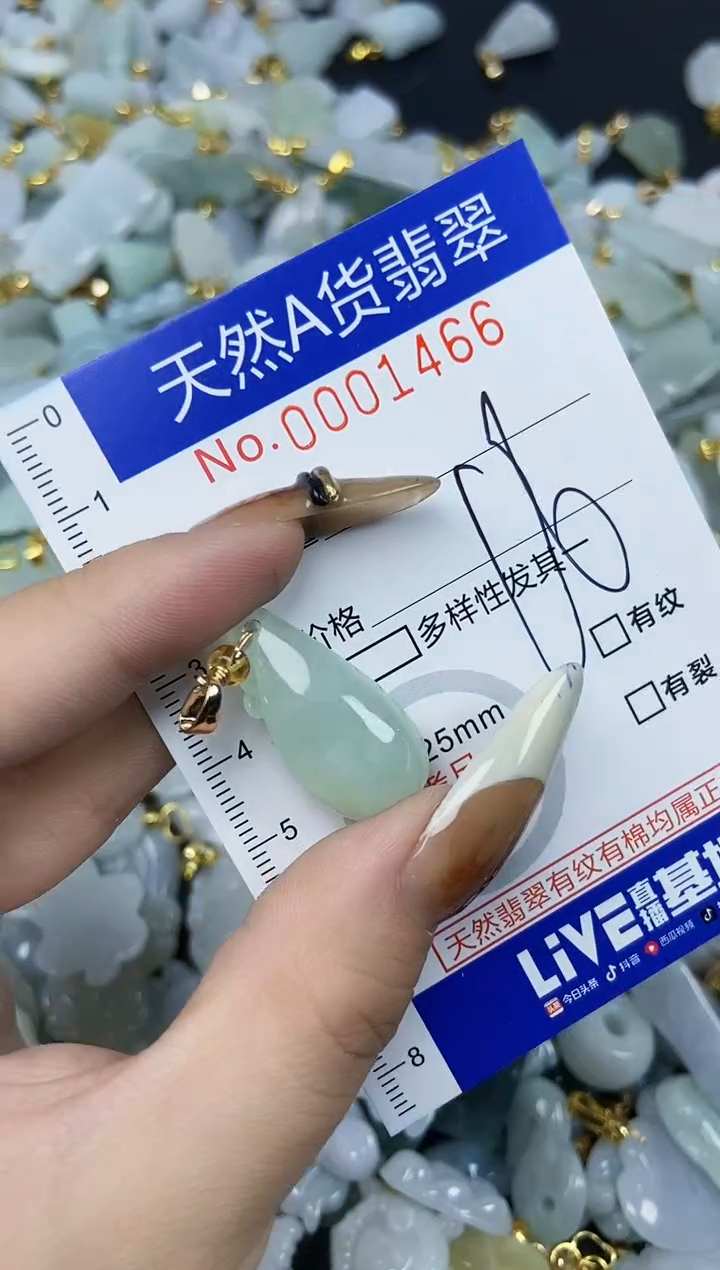 天然A货翡翠
No.0001466
0
1
价格
多样性发其一
有纹
3
有裂
4
25mm
5
天然翡翠有纹有棉均属正
LiVE直播基地
今日头条 抖音 西瓜视频
8